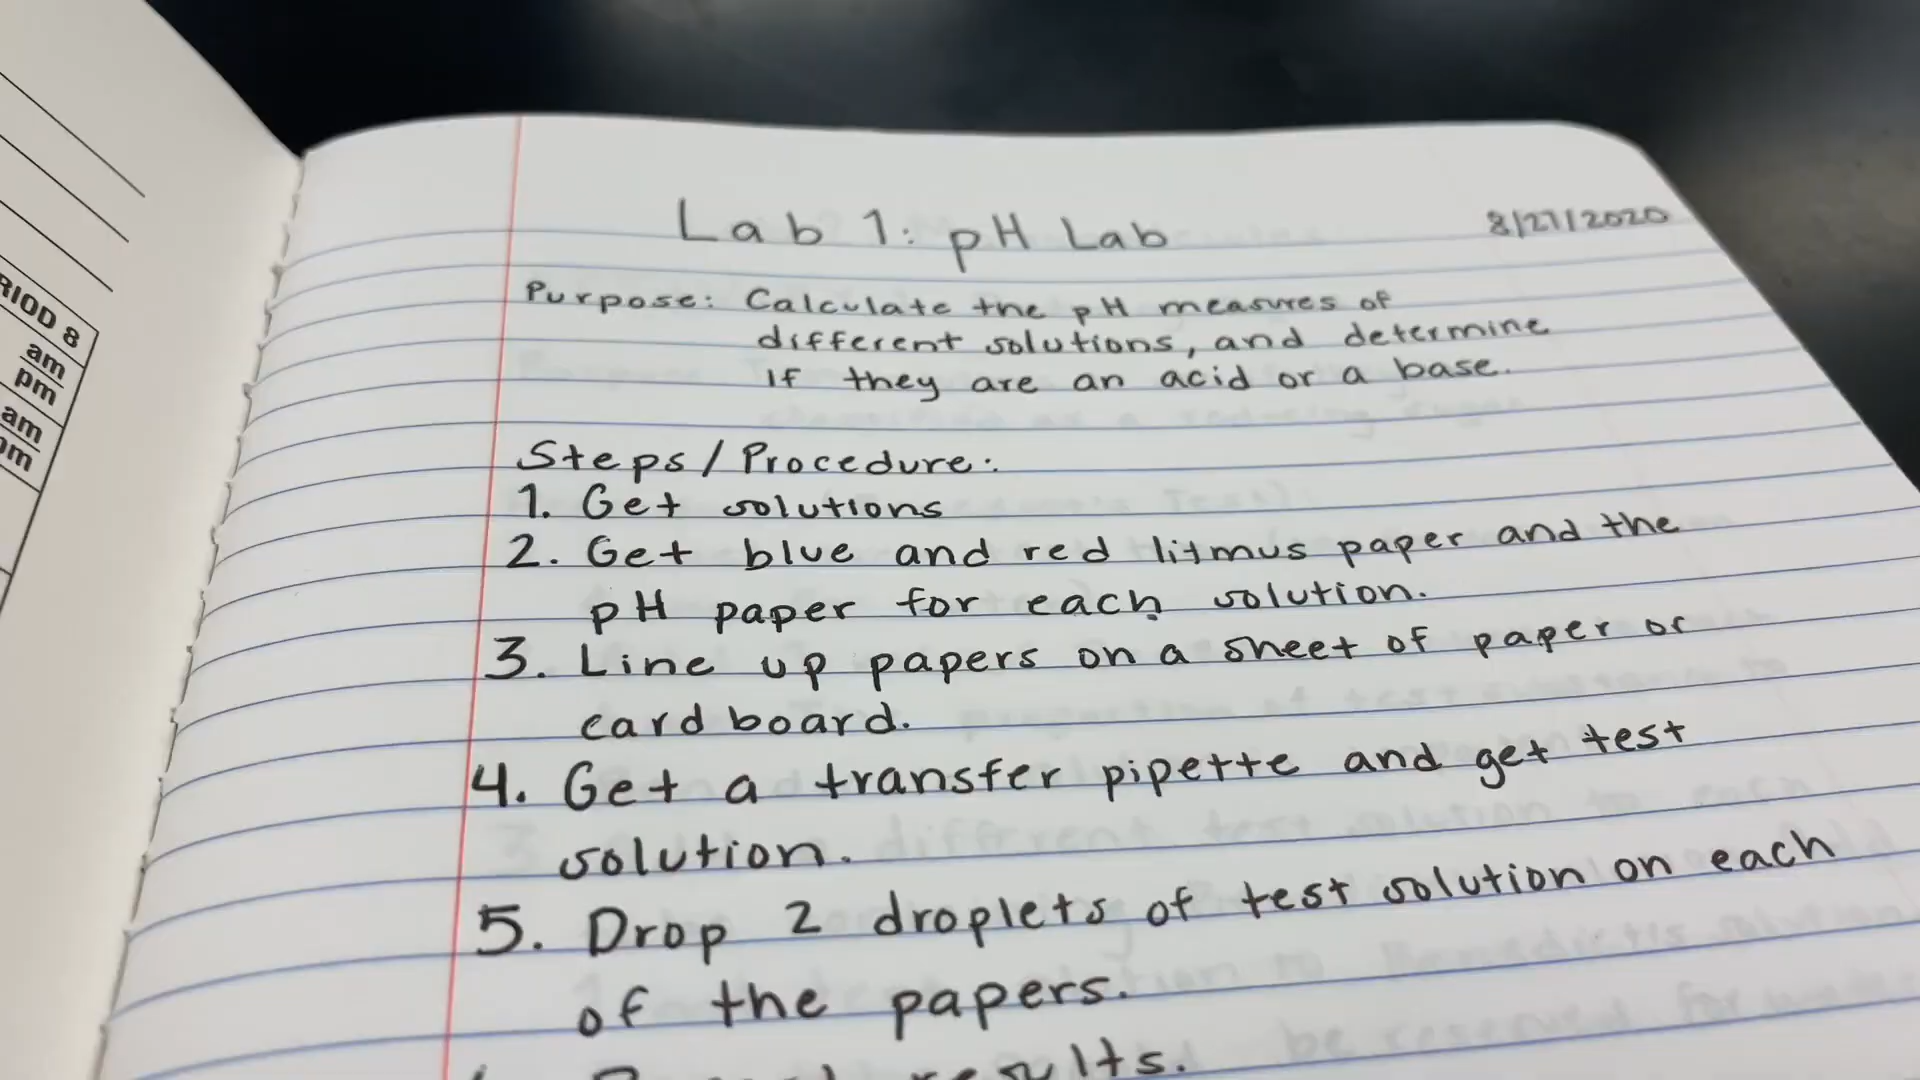 RIOD 8
am
pm
am
pm
Lab 1: pH Lab
8/27/2020
Purpose: Calculate the pH measures of
different solutions, and determine
if they are an acid or a base.
Steps/Procedure:
1. Get solutions
2. Get blue and red litmus paper and the
pH paper for each solution.
3. Line up papers on a sheet of paper or
cardboard.
4. Get a transfer pipette and get test
solution.
5. Drop 2 droplets of test solution on each
of the papers.
results.